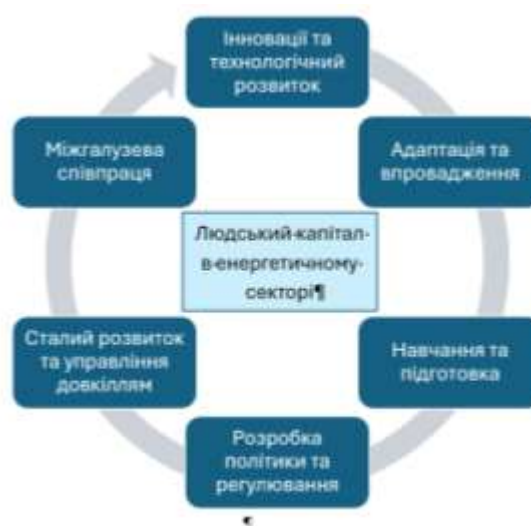 Інновації та
технологічний
розвиток
Адаптація та
впровадження
Навчання та
підготовка
Розробка
політики та
регулювання
Сталий розвиток
та управління
довкіллям
Міжгалузева
співпраця
Людський·капітал·
в·енергетичному·
секторі¶
¶